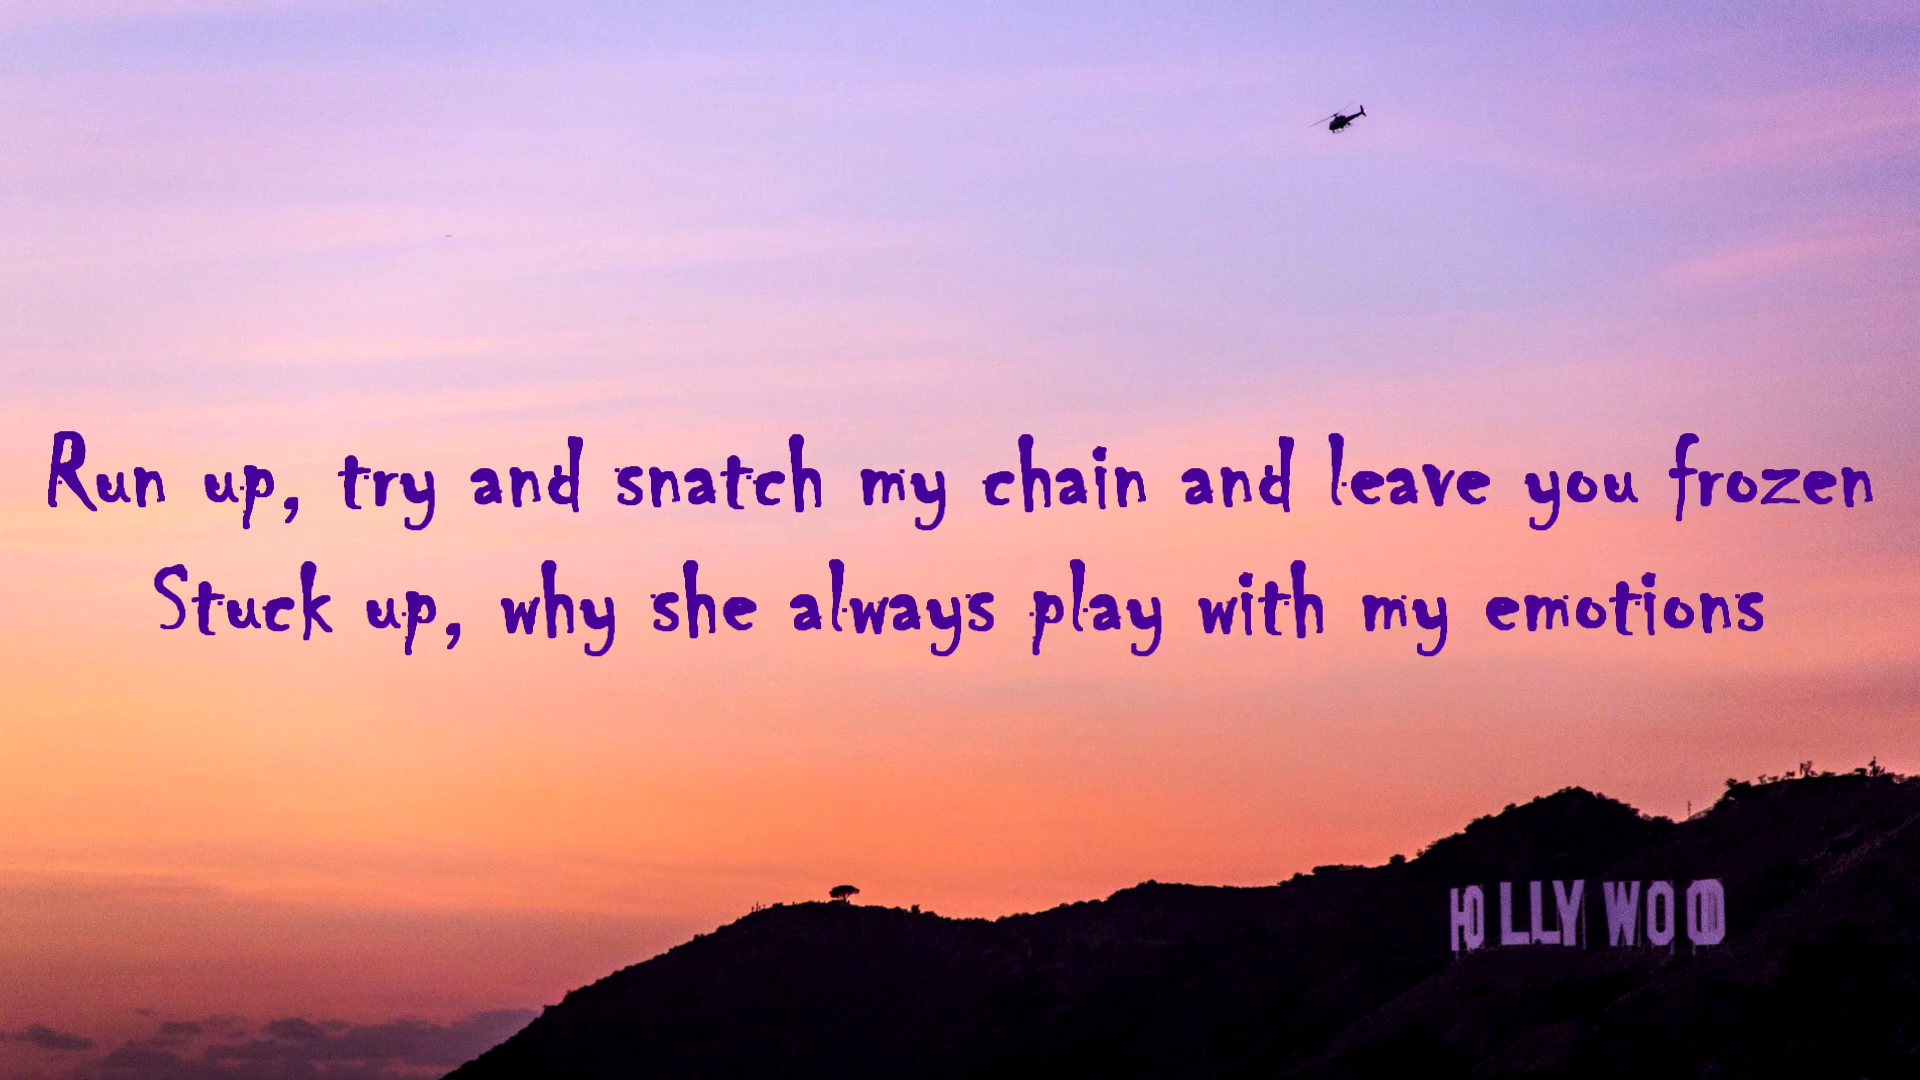 Run up, try and snatch my chain and leave you frozen
Stuck up, why she always play with my emotions
HOLLYWOOD